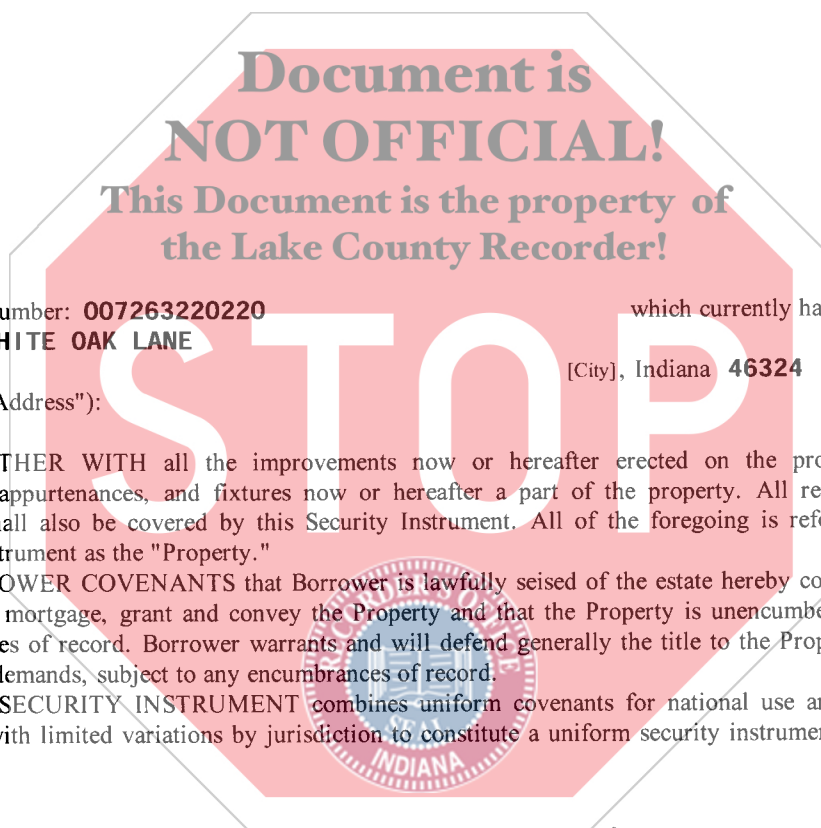 Document is
NOT OFFICIAL!
This Document is the property of
the Lake County Recorder!
umber: 007263220220 which currently ha
HITE OAK LANE
[City], Indiana 46324
Address"):
STOP
THER WITH all the improvements now or hereafter erected on the pro
appurtenances, and fixtures now or hereafter a part of the property. All re
all also be covered by this Security Instrument. All of the foregoing is refe
trument as the "Property."
OWER COVENANTS that Borrower is lawfully seised of the estate hereby co
mortgage, grant and convey the Property and that the Property is unencumbe
es of record. Borrower warrants and will defend generally the title to the Prop
lemands, subject to any encumbrances of record.
SECURITY INSTRUMENT combines uniform covenants for national use a
with limited variations by jurisdiction to constitute a uniform security instrume
RECORDER'S OFFICE
SEAL
INDIANA